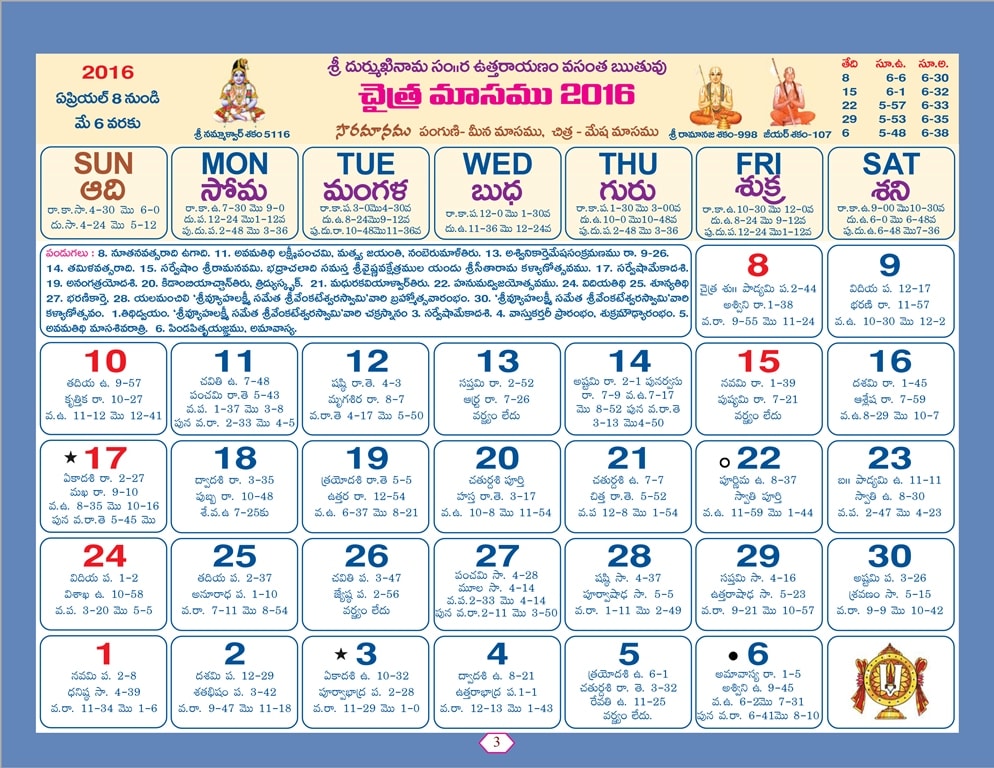 2016
ఏప్రియల్ 8 నుండి
మే 6 వరకు
శ్రీ నమ్మాళ్వార్ శకం 5116
శ్రీ దుర్ముఖినామ సం॥ర ఉత్తరాయణం వసంత ఋతువు
చైత్ర మాసము 2016
సౌరమానము పంగుణి- మీన మాసము, చిత్ర - మేష మాసము
శ్రీ రామానుజ శకం-998 జీయర్ శకం-107
తేది సూ.ఉ. సూ.అ.
8 6-6 6-30
15 6-1 6-32
22 5-57 6-33
29 5-53 6-35
6 5-48 6-38
SUN
ఆది
రా.కా.సా.4-30 మొ 6-0
దు.సా. 4-24 మొ 5-12
MON
సోమ
రా.కా.ఉ.7-30 మొ 9-0
దు.ప.12-24 మొ1-12వ
పు.దు.ప.2-48 మొ 3-36
TUE
మంగళ
రా.కా.ప.3-0మొ4-30వ
దు.ఉ.8-24మొ9-12వ
పు.దు.రా.10-48మొ11-36వ
WED
బుధ
రా.కా.ప.12-0 మొ 1-30వ
దు.ఉ.11-36 మొ 12-24వ
THU
గురు
రా.కా.ప.1-30 మొ 3-00వ
దు.ఉ.10-0 మొ10-48వ
పు.దు.ప.2-48 మొ 3-36
FRI
శుక్ర
రా.కా.ఉ.10-30 మొ 12-0వ
దు.ఉ.8-24 మొ 9-12వ
పు.దు.ప.12-24 మొ1-12వ
SAT
శని
రా.కా.ఉ.9-00 మొ10-30వ
దు.ఉ.6-0 మొ 6-48వ
పు.దు.ఉ.6-48 మొ7-36
పండుగలు : 8. నూతనవత్సరాది ఉగాది. 11. అవమతిథి లక్ష్మీపంచమి, మత్స్య జయంతి, నంబెరుమాళ్‌తిరు. 13. అశ్వినికార్తెమేషసంక్రమణము రా. 9-26.
14. తమిళవత్సరాది. 15. సర్వేషాం శ్రీరామనవమి. భద్రాచలాది సమస్త శ్రీవైష్ణవక్షేత్రముల యందు శ్రీసీతారామ కళ్యాణోత్సవము. 17. సర్వేషామేకాదశి.
19. అనంగత్రయోదశి. 20. కిడాంబియాచ్చాన్‌తిరు, త్రిద్యుస్పృక్. 21. మధురకవియాళ్వార్‌తిరు. 22. హనుమద్విజయోత్సవము. 24. విదియతిథి 25. శూన్యతిథి
27. భరణికార్తె. 28. యలమంచిలి 'శ్రీవ్యూహలక్ష్మీ సమేత శ్రీవెంకటేశ్వరస్వామి'వారి బ్రహ్మోత్సవారంభం. 30. 'శ్రీవ్యూహలక్ష్మీ సమేత శ్రీవెంకటేశ్వరస్వామి'వారి
కళ్యాణోత్సవం. 1.తిథిద్వయం. 'శ్రీవ్యూహలక్ష్మీ సమేత శ్రీవెంకటేశ్వరస్వామి'వారి చక్రస్నానం 3. సర్వేషామేకాదశి. 4. వాస్తుకర్తరీ ప్రారంభం, శుక్రమౌఢ్యారంభం. 5.
అవమతిథి మాసశివరాత్రి. 6. పిండపితృయజ్ఞము, అమావాస్య.
8
చైత్ర శు॥ పాడ్యమి ప.2-44
అశ్విని రా.1-38
వ.రా. 9-55 మొ 11-24
9
విదియ ప. 12-17
భరణి రా. 11-57
వ.ఉ. 10-30 మొ 12-2
10
తదియ ఉ. 9-57
కృత్తిక రా. 10-27
వ.ఉ. 11-12 మొ 12-41
11
చవితి ఉ. 7-48
పంచమి రా.తె 5-43
వ.ప. 1-37 మొ 3-8
పున వ.రా. 2-33 మొ 4-5
12
షష్ఠి రా.తె. 4-3
మృగశిర రా. 8-7
వ.రా.తె 4-17 మొ 5-50
13
సప్తమి రా. 2-52
ఆర్ద్ర రా. 7-26
వర్జ్యం లేదు
14
అష్టమి రా. 2-1 పునర్వసు
రా. 7-9 వ.ఉ.7-17
మొ 8-52 పున వ.రా.తె
3-13 మొ4-50
15
నవమి రా. 1-39
పుష్యమి రా. 7-21
వర్జ్యం లేదు
16
దశమి రా. 1-45
ఆశ్లేష రా. 7-59
వ.ఉ.8-29 మొ 10-7
17
ఏకాదశి రా. 2-27
మఖ రా. 9-10
వ.ఉ. 8-35 మొ 10-16
పున వ.రా.తె 5-45 మొ
18
ద్వాదశి రా. 3-35
పుబ్బ రా. 10-48
శే.వ.ఉ 7-25కు
19
త్రయోదశి రా.తె 5-5
ఉత్తర రా. 12-54
వ.ఉ. 6-37 మొ 8-21
20
చతుర్దశి పూర్తి
హస్త రా.తె. 3-17
వ.ఉ. 10-8 మొ 11-54
21
చతుర్దశి ఉ. 7-7
చిత్త రా.తె. 5-52
వ.ప 12-8 మొ 1-54
22
పూర్ణిమ ఉ. 8-37
స్వాతి పూర్తి
వ.ఉ. 11-59 మొ 1-44
23
బ॥ పాడ్యమి ఉ. 11-11
స్వాతి ఉ. 8-30
వ.ప. 2-47 మొ 4-23
24
విదియ ప. 1-2
విశాఖ ఉ. 10-58
వ.ప. 3-20 మొ 5-5
25
తదియ ప. 2-37
అనూరాధ ప. 1-10
వ.రా. 7-11 మొ 8-54
26
చవితి ప. 3-47
జ్యేష్ఠ ప. 2-56
వర్జ్యం లేదు
27
పంచమి సా. 4-28
మూల సా. 4-14
వ.ప.2-33 మొ 4-14
పున వ.రా.2-11 మొ 3-50
28
షష్ఠి సా. 4-37
పూర్వాషాఢ సా. 5-5
వ.రా. 1-11 మొ 2-49
29
సప్తమి సా. 4-16
ఉత్తరాషాఢ సా. 5-23
వ.రా. 9-21 మొ 10-57
30
అష్టమి ప. 3-26
శ్రవణం సా. 5-15
వ.రా. 9-9 మొ 10-42
1
నవమి ప. 2-8
ధనిష్ఠ సా. 4-39
వ.రా. 11-34 మొ 1-6
2
దశమి ప. 12-29
శతభిషం ప. 3-42
వ.రా. 9-47 మొ 11-18
3
ఏకాదశి ఉ. 10-32
పూర్వాభాద్ర ప. 2-28
వ.రా. 11-29 మొ 1-0
4
ద్వాదశి ఉ. 8-21
ఉత్తరాభాద్ర ప.1-1
వ.రా. 12-13 మొ 1-43
5
త్రయోదశి ఉ. 6-1
చతుర్దశి రా. తె. 3-32
రేవతి ఉ. 11-25
వర్జ్యం లేదు.
6
అమావాస్య రా. 1-5
అశ్విని ఉ. 9-45
వ.ఉ. 6-2మొ 7-31
పున వ.రా. 6-41మొ 8-10
3